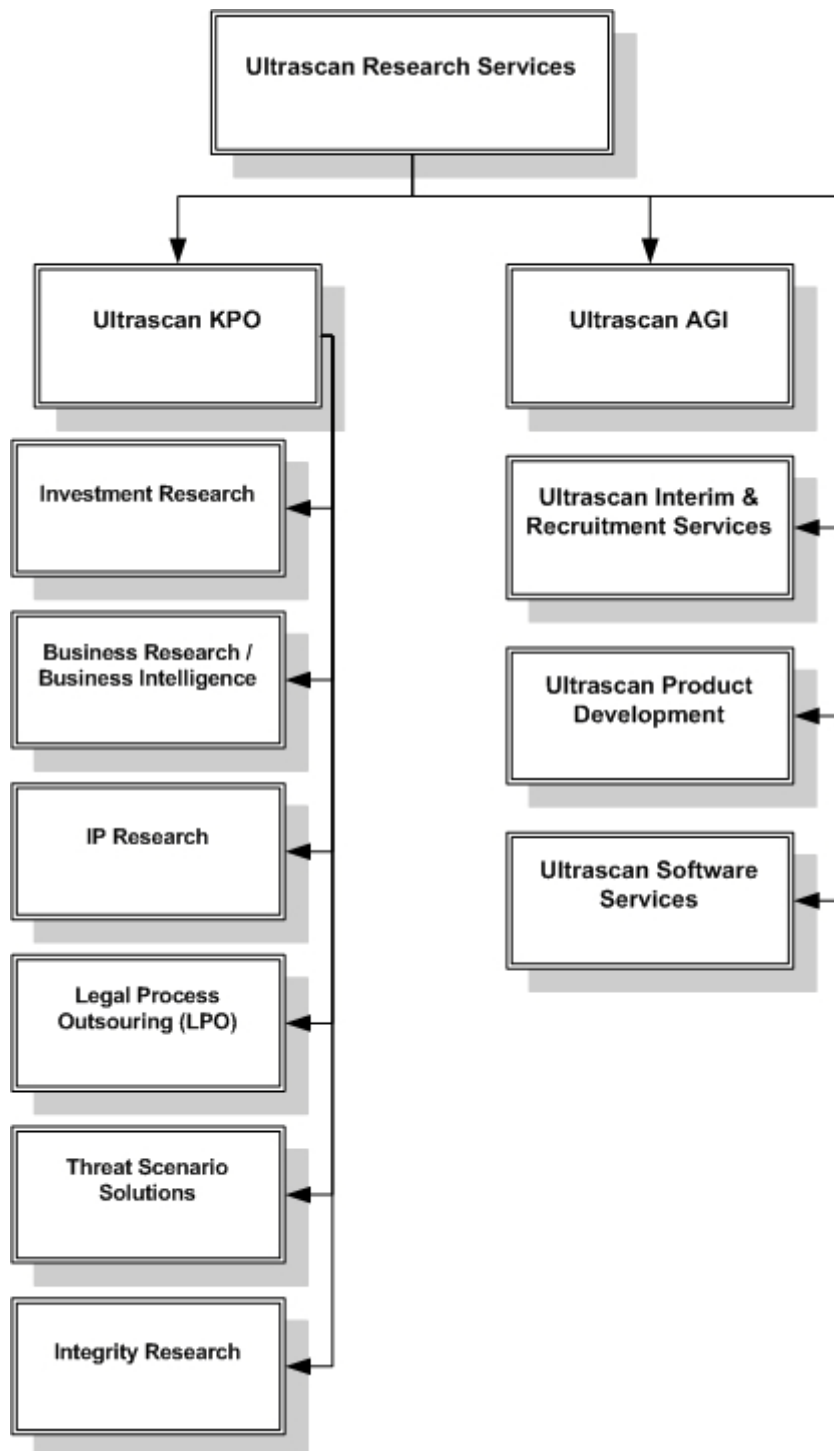 Ultrascan Research Services
Ultrascan KPO
Ultrascan AGI
Investment Research
Ultrascan Interim &
Recruitment Services
Business Research /
Business Intelligence
Ultrascan Product
Development
IP Research
Ultrascan Software
Services
Legal Process
Outsouring (LPO)
Threat Scenario
Solutions
Integrity Research